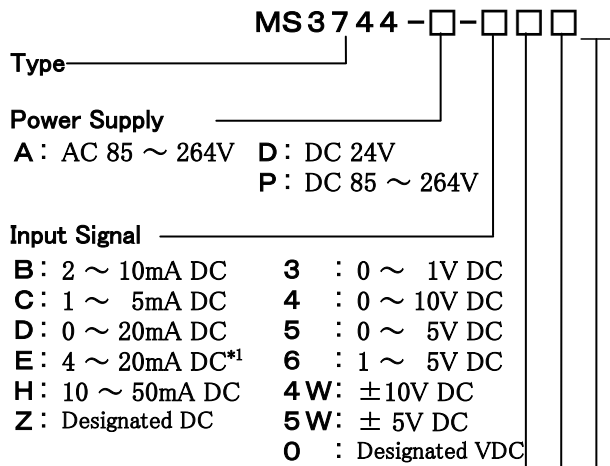 MS3744-□-□□□
Type
Power Supply
A: AC 85 ～ 264V D: DC 24V
P: DC 85 ～ 264V
Input Signal
B: 2 ～ 10mA DC 3 : 0 ～ 1V DC
C: 1 ～ 5mA DC 4 : 0 ～ 10V DC
D: 0 ～ 20mA DC 5 : 0 ～ 5V DC
E: 4 ～ 20mA DC*1 6 : 1 ～ 5V DC
H: 10 ～ 50mA DC 4W: ±10V DC
Z: Designated DC 5W: ± 5V DC
0 : Designated VDC